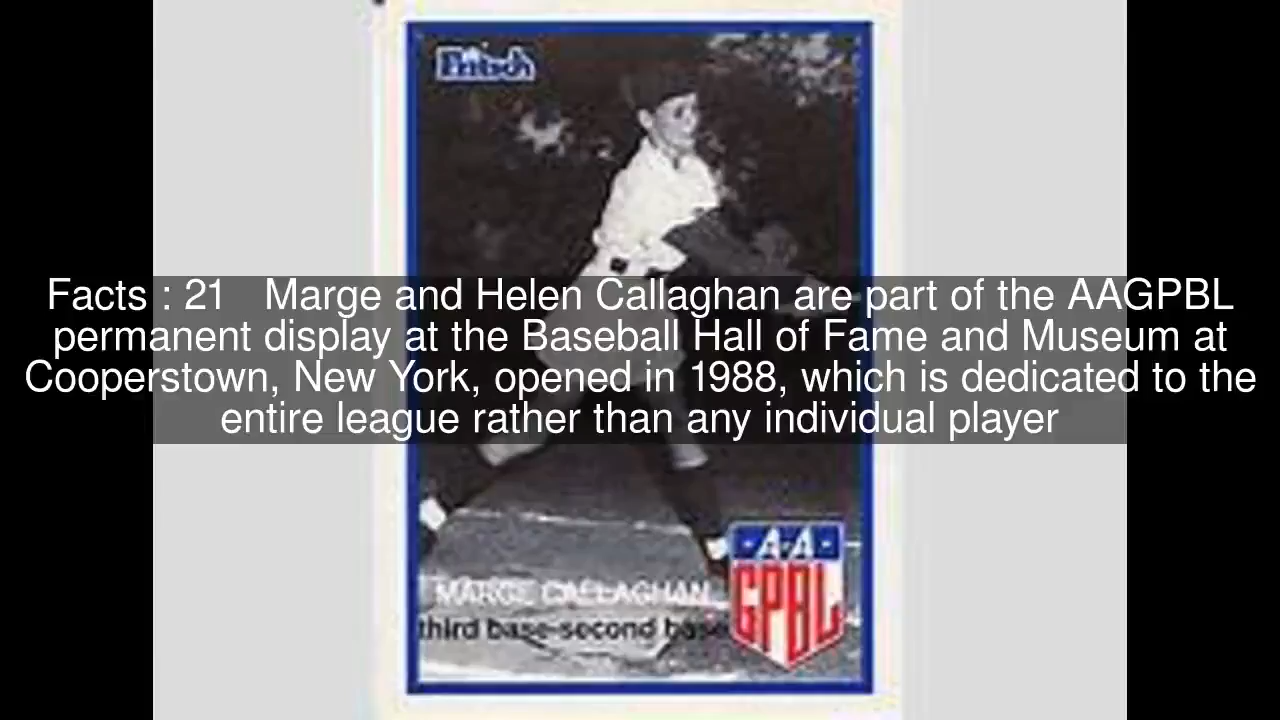 Fritsch
Facts : 21 Marge and Helen Callaghan are part of the AAGPBL
permanent display at the Baseball Hall of Fame and Museum at
Cooperstown, New York, opened in 1988, which is dedicated to the
entire league rather than any individual player
A-A
GPBL
MARGE CALLAGHAN
third base-second base